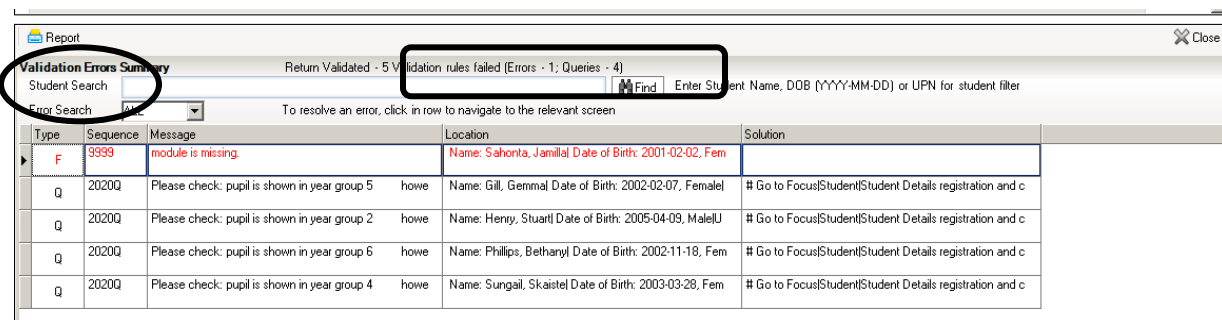 Report Close
Validation Errors Summary Return Validated - 5 Validation rules failed (Errors - 1; Queries - 4)
Student Search Find Enter Student Name, DOB (YYYY-MM-DD) or UPN for student filter
Error Search ALL To resolve an error, click in row to navigate to the relevant screen
Type Sequence Message Location Solution
F 9999 module is missing. Name: Sahonta, Jamilla| Date of Birth: 2001-02-02, Fem
Q 2020Q Please check: pupil is shown in year group 5 howe Name: Gill, Gemma| Date of Birth: 2002-02-07, Female| # Go to Focus|Student|Student Details registration and c
Q 2020Q Please check: pupil is shown in year group 2 howe Name: Henry, Stuart| Date of Birth: 2005-04-09, Male|U # Go to Focus|Student|Student Details registration and c
Q 2020Q Please check: pupil is shown in year group 6 howe Name: Phillips, Bethany| Date of Birth: 2002-11-18, Fem # Go to Focus|Student|Student Details registration and c
Q 2020Q Please check: pupil is shown in year group 4 howe Name: Sungail, Skaiste| Date of Birth: 2003-03-28, Fem # Go to Focus|Student|Student Details registration and c